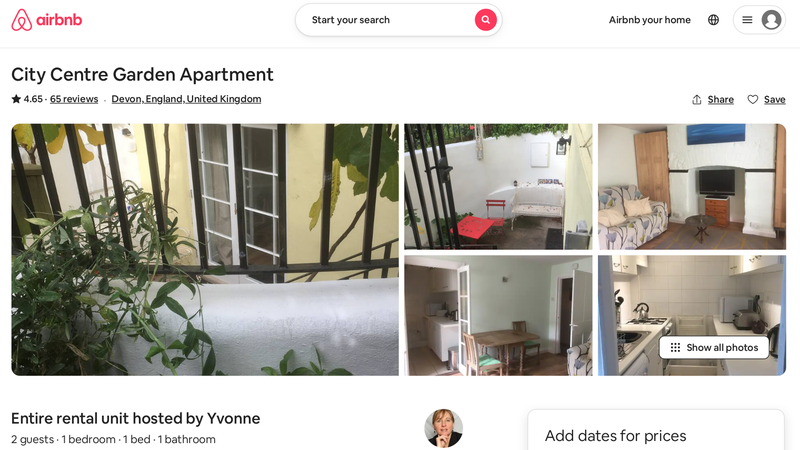 airbnb
Start your search
Airbnb your home
City Centre Garden Apartment
4.65 · 65 reviews · Devon, England, United Kingdom
Share
Save
Show all photos
Entire rental unit hosted by Yvonne
2 guests · 1 bedroom · 1 bed · 1 bathroom
Add dates for prices